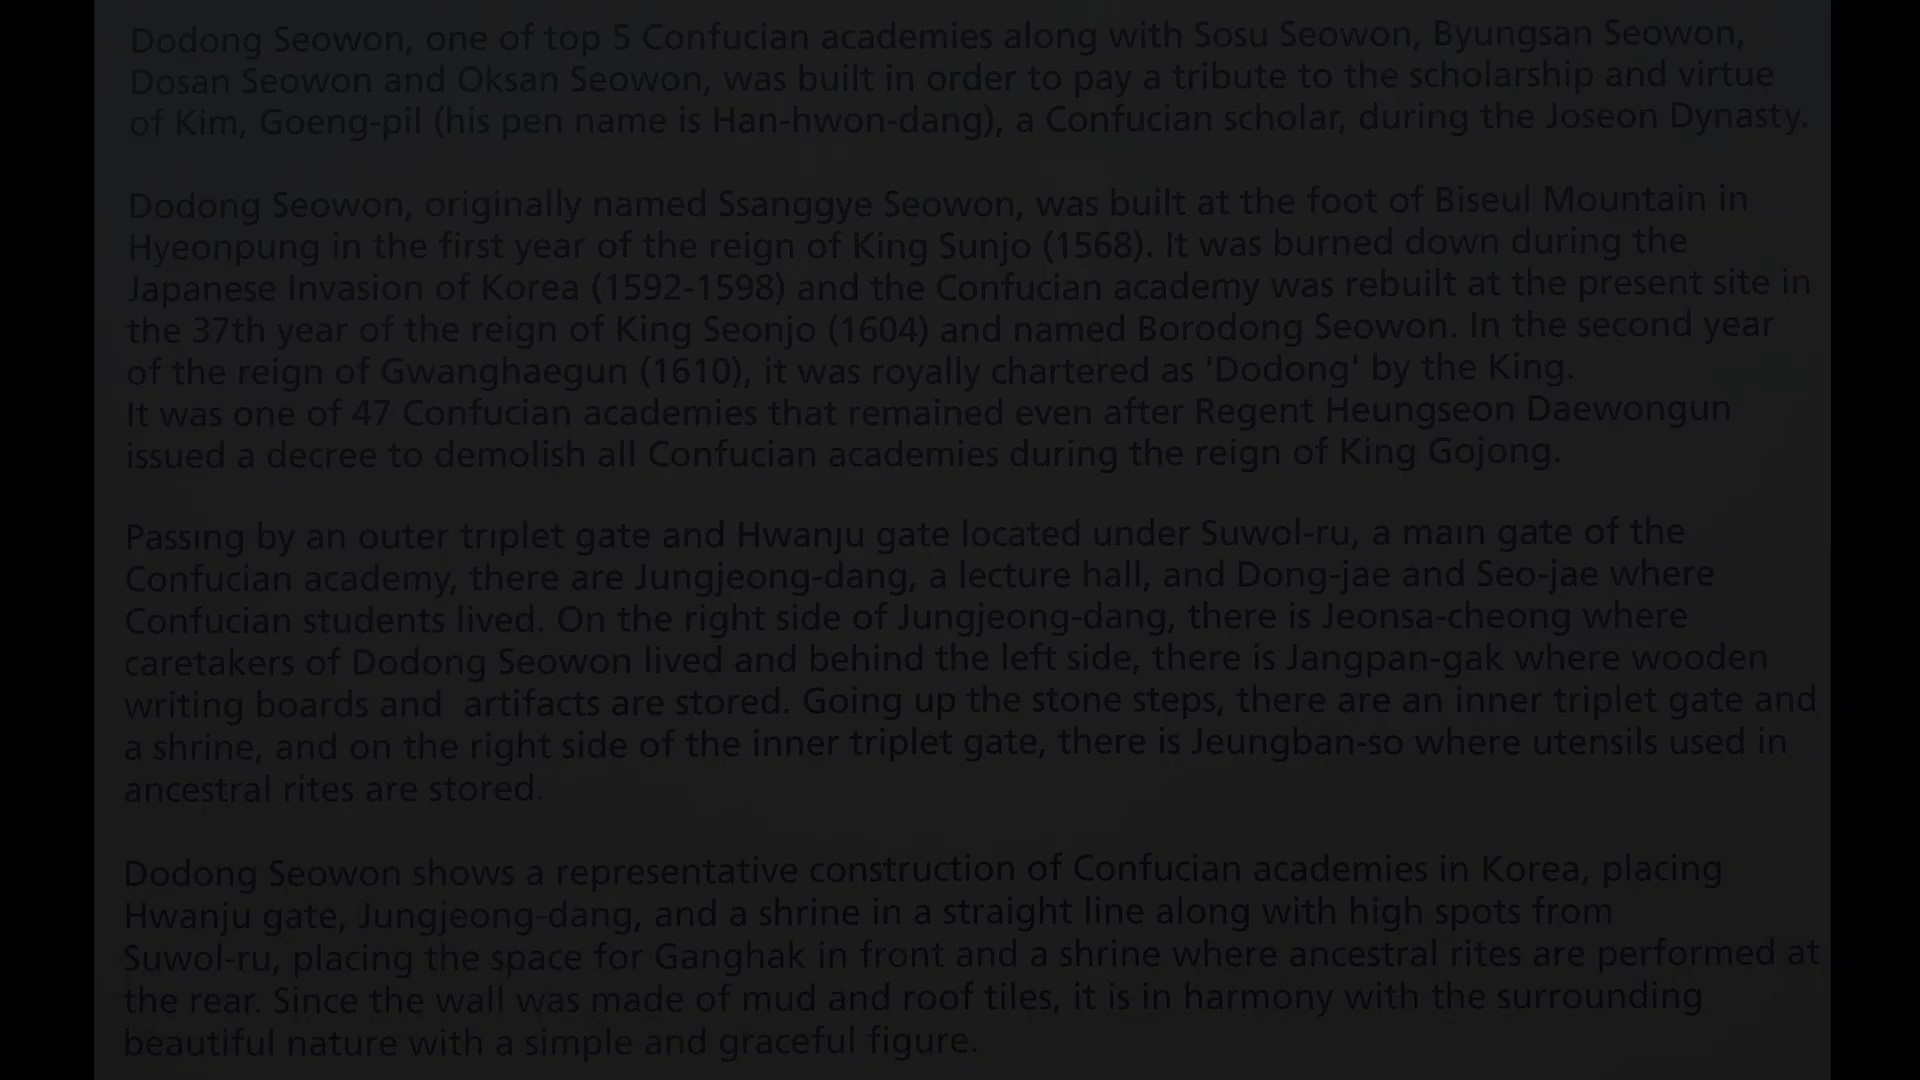 Dodong Seowon, one of top 5 Confucian academies along with Sosu Seowon, Byungsan Seowon,
Dosan Seowon and Oksan Seowon, was built in order to pay a tribute to the scholarship and virtue
of Kim, Goeng-pil (his pen name is Han-hwon-dang), a Confucian scholar, during the Joseon Dynasty.
Dodong Seowon, originally named Ssanggye Seowon, was built at the foot of Biseul Mountain in
Hyeonpung in the first year of the reign of King Sunjo (1568). It was burned down during the
Japanese Invasion of Korea (1592-1598) and the Confucian academy was rebuilt at the present site in
the 37th year of the reign of King Seonjo (1604) and named Borodong Seowon. In the second year
of the reign of Gwanghaegun (1610), it was royally chartered as 'Dodong' by the King.
It was one of 47 Confucian academies that remained even after Regent Heungseon Daewongun
issued a decree to demolish all Confucian academies during the reign of King Gojong.
Passing by an outer triplet gate and Hwanju gate located under Suwol-ru, a main gate of the
Confucian academy, there are Jungjeong-dang, a lecture hall, and Dong-jae and Seo-jae where
Confucian students lived. On the right side of Jungjeong-dang, there is Jeonsa-cheong where
caretakers of Dodong Seowon lived and behind the left side, there is Jangpan-gak where wooden
writing boards and artifacts are stored. Going up the stone steps, there are an inner triplet gate and
a shrine, and on the right side of the inner triplet gate, there is Jeungban-so where utensils used in
ancestral rites are stored.
Dodong Seowon shows a representative construction of Confucian academies in Korea, placing
Hwanju gate, Jungjeong-dang, and a shrine in a straight line along with high spots from
Suwol-ru, placing the space for Ganghak in front and a shrine where ancestral rites are performed at
the rear. Since the wall was made of mud and roof tiles, it is in harmony with the surrounding
beautiful nature with a simple and graceful figure.